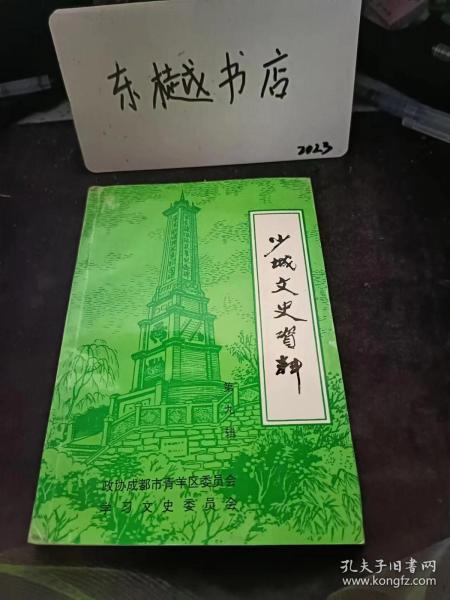 东樾书店
2023
少城文史資料
第九辑
政协成都市青羊区委员会
学习文史委员会
孔夫子旧书网
www.kongfz.com